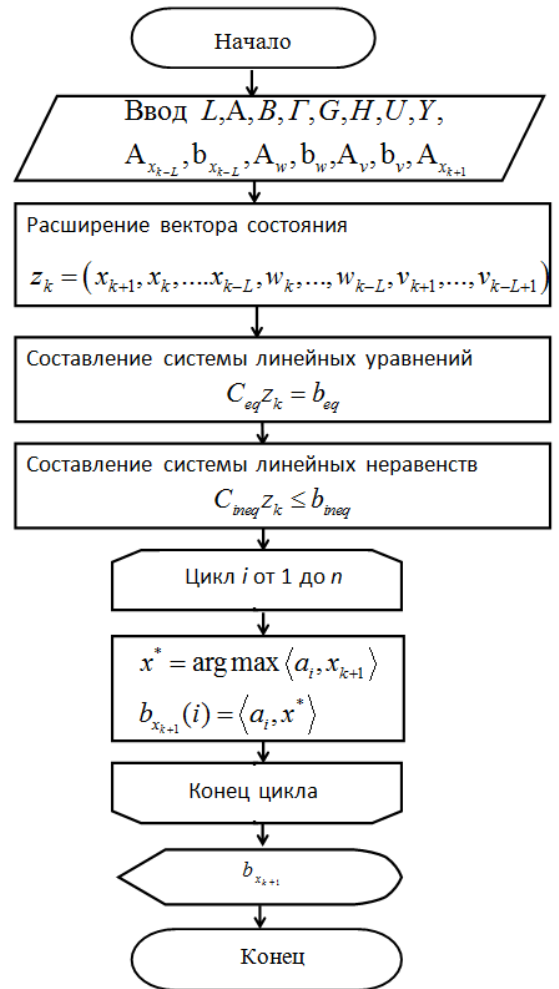 Начало
Ввод L,A,B,Г,G,H,U,Y,
A_{x_{k-L}},b_{x_{k-L}},A_w,b_w,A_v,b_v,A_{x_{k+1}}
Расширение вектора состояния
z_k = (x_{k+1}, x_k,....x_{k-L}, w_k,..., w_{k-L}, v_{k+1},..., v_{k-L+1})
Составление системы линейных уравнений
C_{eq}z_k = b_{eq}
Составление системы линейных неравенств
C_{ineq}z_k ≤ b_{ineq}
Цикл i от 1 до n
x^* = arg max ⟨a_i, x_{k+1}⟩
b_{x_{k+1}}(i) = ⟨a_i, x^*⟩
Конец цикла
b_{x_{k+1}}
Конец